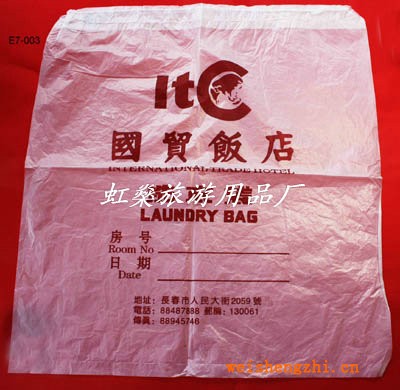 E7-003
ItC
國貿飯店
INTERNATIONAL TRADE HOTEL
虹燊旅游用品厂
LAUNDRY BAG
房 号
Room No
日 期
Date
地址: 長春市人民大街2059號
電話: 88487888 郵編: 130061
傳真: 88945746
weishengzhi.cn